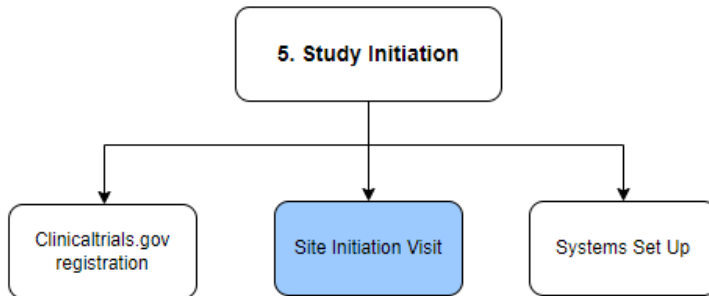 5. Study Initiation
Clinicaltrials.gov
registration
Site Initiation Visit
Systems Set Up